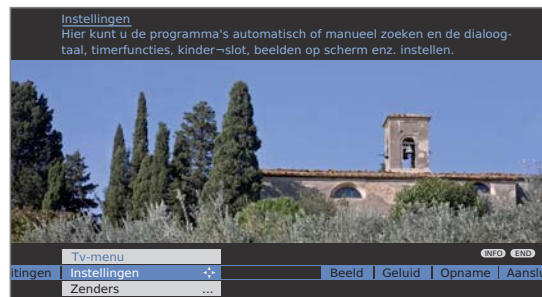 Instellingen
Hier kunt u de programma's automatisch of manueel zoeken en de dialoog-
taal, timerfuncties, kinder¬slot, beelden op scherm enz. instellen.
Tv-menu
INFO END
itingen Instellingen Beeld Geluid Opname Aanslu
Zenders ...